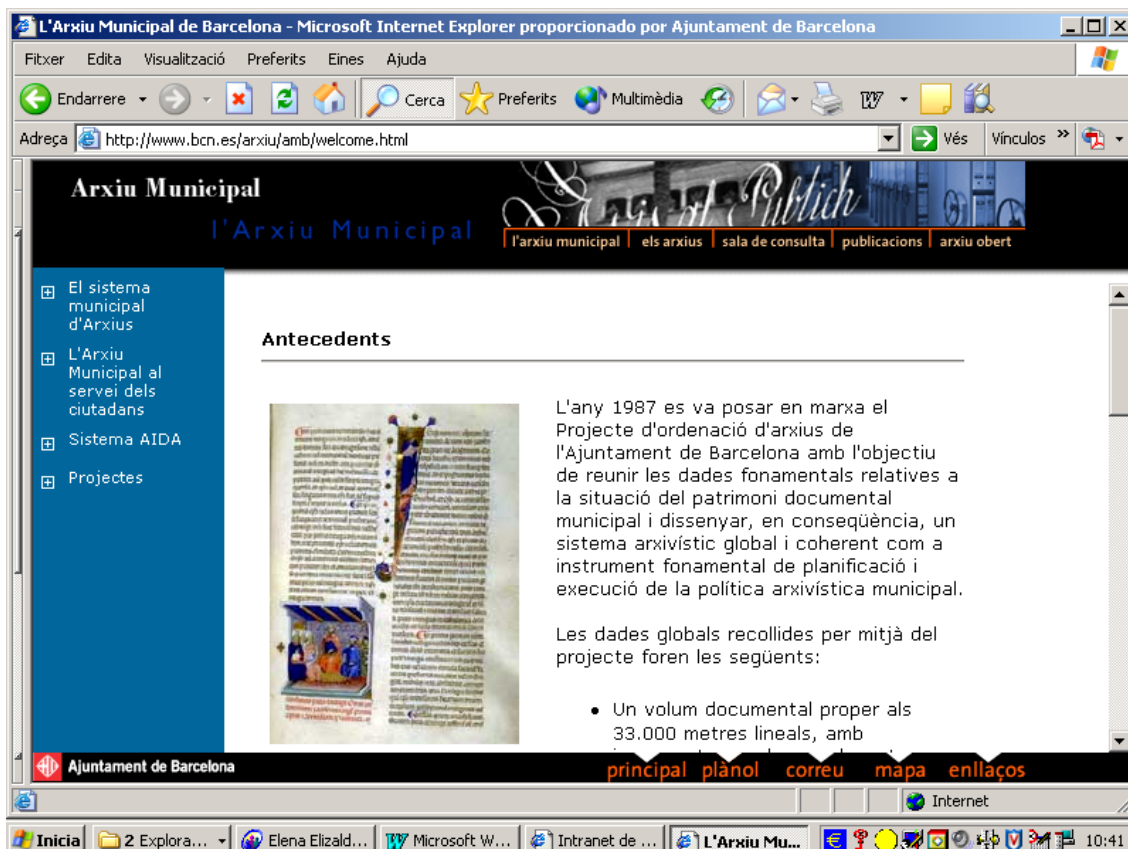 L'Arxiu Municipal de Barcelona - Microsoft Internet Explorer proporcionado por Ajuntament de Barcelona
Fitxer Edita Visualització Preferits Eines Ajuda
Endarrere Cerca Preferits Multimèdia
Adreça http://www.bcn.es/arxiu/amb/welcome.html Vés Vínculos »
Arxiu Municipal
l'Arxiu Municipal
Publich
l'arxiu municipal els arxius sala de consulta publicacions arxiu obert
El sistema
municipal
d'Arxius
L'Arxiu
Municipal al
servei dels
ciutadans
Sistema AIDA
Projectes
Antecedents
L'any 1987 es va posar en marxa el
Projecte d'ordenació d'arxius de
l'Ajuntament de Barcelona amb l'objectiu
de reunir les dades fonamentals relatives a
la situació del patrimoni documental
municipal i dissenyar, en conseqüència, un
sistema arxivístic global i coherent com a
instrument fonamental de planificació i
execució de la política arxivística municipal.
Les dades globals recollides per mitjà del
projecte foren les següents:
• Un volum documental proper als
33.000 metres lineals, amb
Ajuntament de Barcelona
principal plànol correu mapa enllaços
Internet
Inicia 2 Explora... Elena Elizald... Microsoft W... Intranet de ... L'Arxiu Mu... 10:41